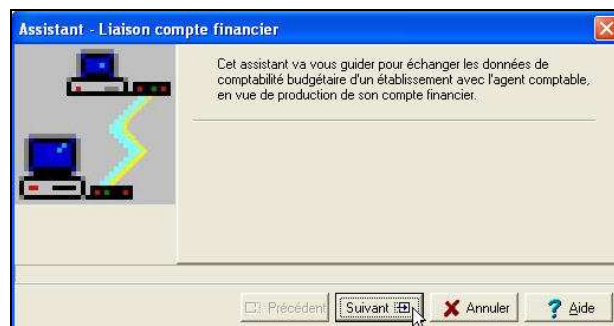 Assistant - Liaison compte financier
Cet assistant va vous guider pour échanger les données de
comptabilité budgétaire d'un établissement avec l'agent comptable,
en vue de production de son compte financier.
Précédent Suivant Annuler Aide